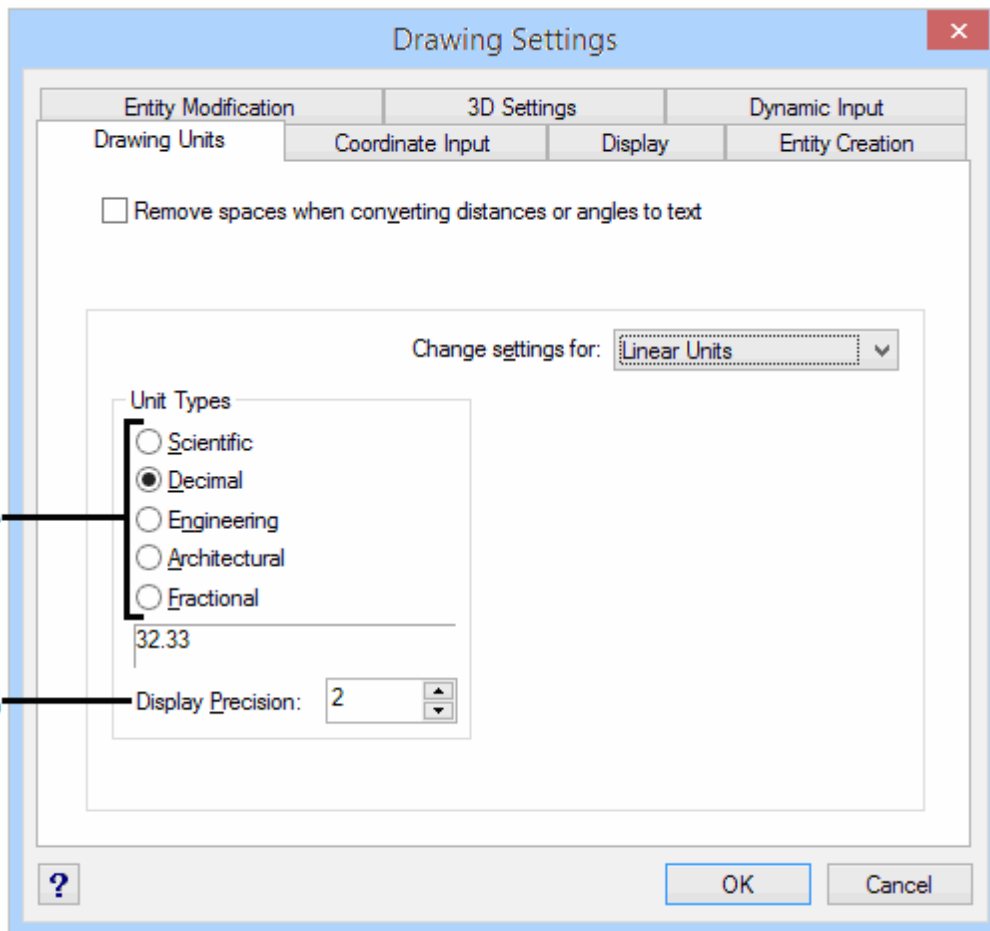 Drawing Settings
Entity Modification 3D Settings Dynamic Input
Drawing Units Coordinate Input Display Entity Creation
Remove spaces when converting distances or angles to text
Change settings for: Linear Units
Unit Types
Scientific
Decimal
Engineering
Architectural
Fractional
32.33
Display Precision: 2
? OK Cancel